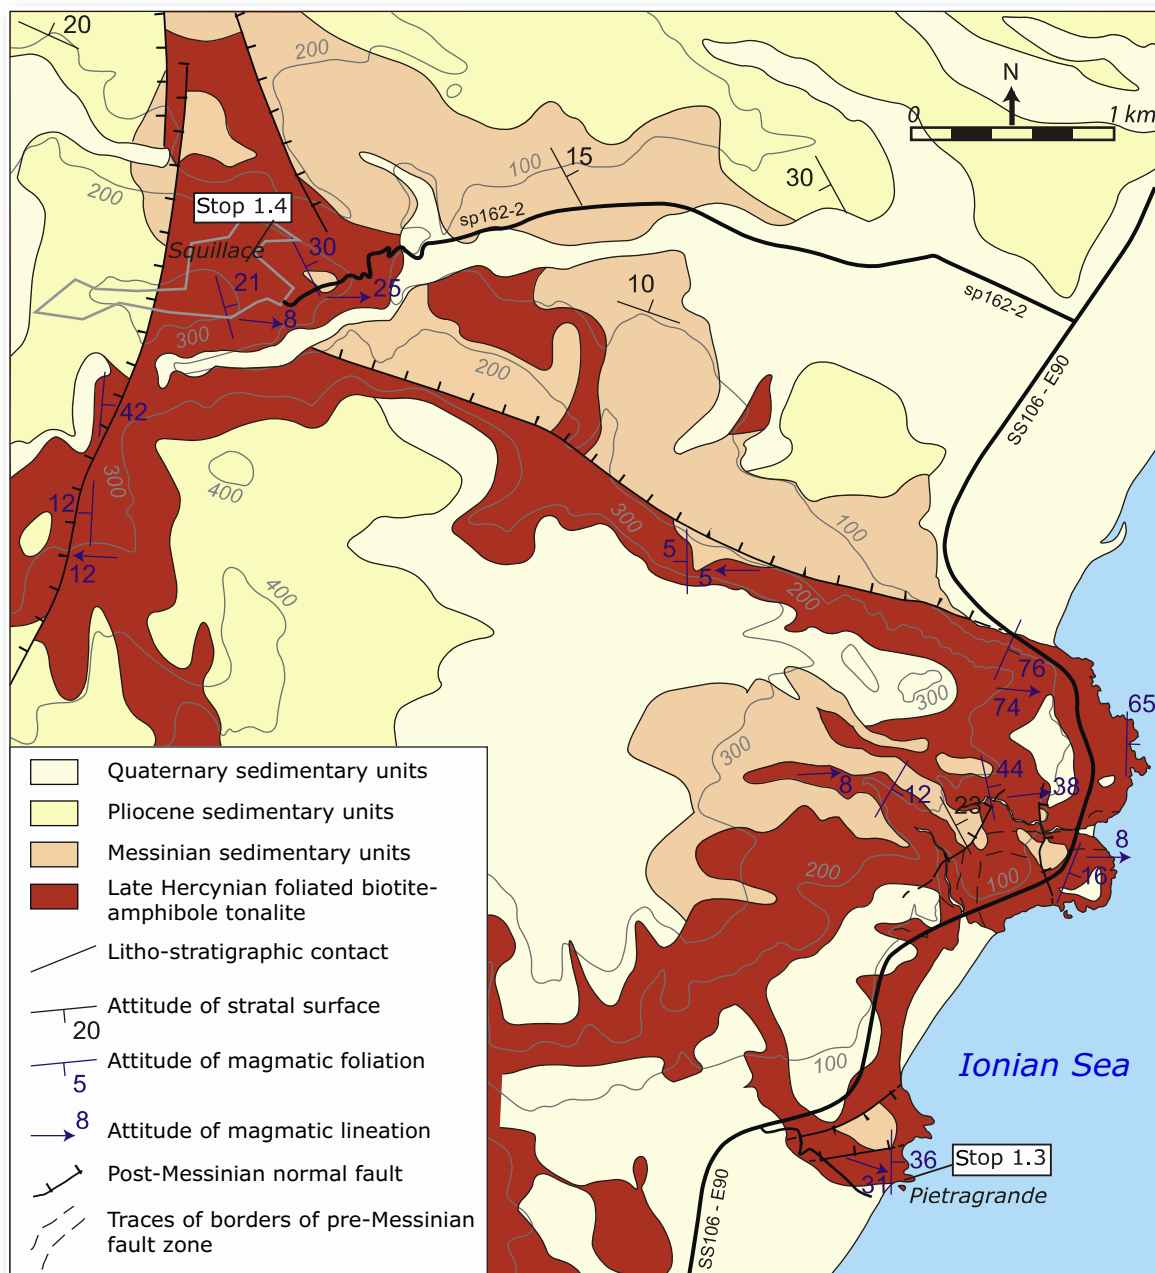 20
200
N
0
1 km
15
100
30
200
Stop 1.4
sp162-2
Squillace
30
21
25
8
10
sp162-2
300
200
SS106 - E90
42
300
400
12
300
100
5
12
5
400
200
76
300
74
65
300
44
8
12
38
23
8
200
100
16
Quaternary sedimentary units
Pliocene sedimentary units
Messinian sedimentary units
Late Hercynian foliated biotite-
amphibole tonalite
Litho-stratigraphic contact
Attitude of stratal surface
20
Attitude of magmatic foliation
5
8
Attitude of magmatic lineation
Post-Messinian normal fault
Traces of borders of pre-Messinian
fault zone
100
Ionian Sea
36
Stop 1.3
31
Pietragrande
SS106 - E90